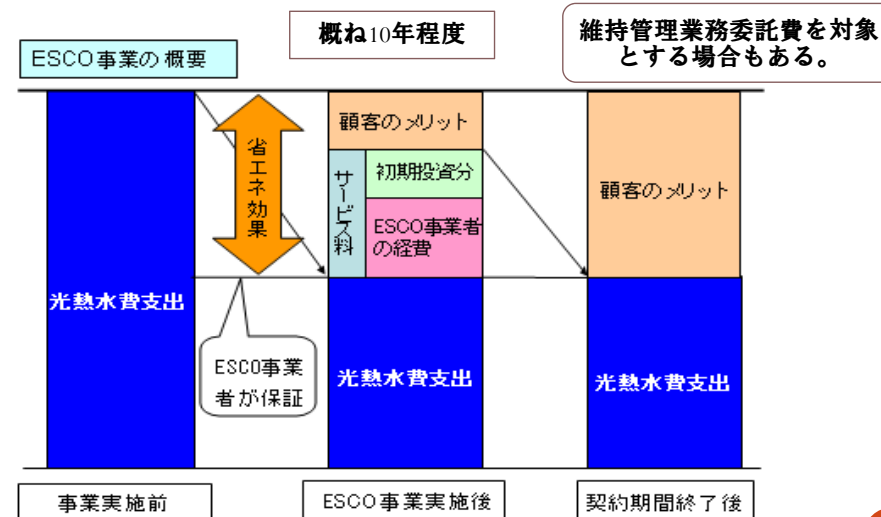 概ね10年程度
維持管理業務委託費を対象
とする場合もある。
ESCO事業の概要
省エネ効果
顧客のメリット
サービス料
初期投資分
ESCO事業者
の経費
顧客のメリット
光熱水費支出
ESCO事業
者が保証
光熱水費支出
光熱水費支出
事業実施前
ESCO事業実施後
契約期間終了後